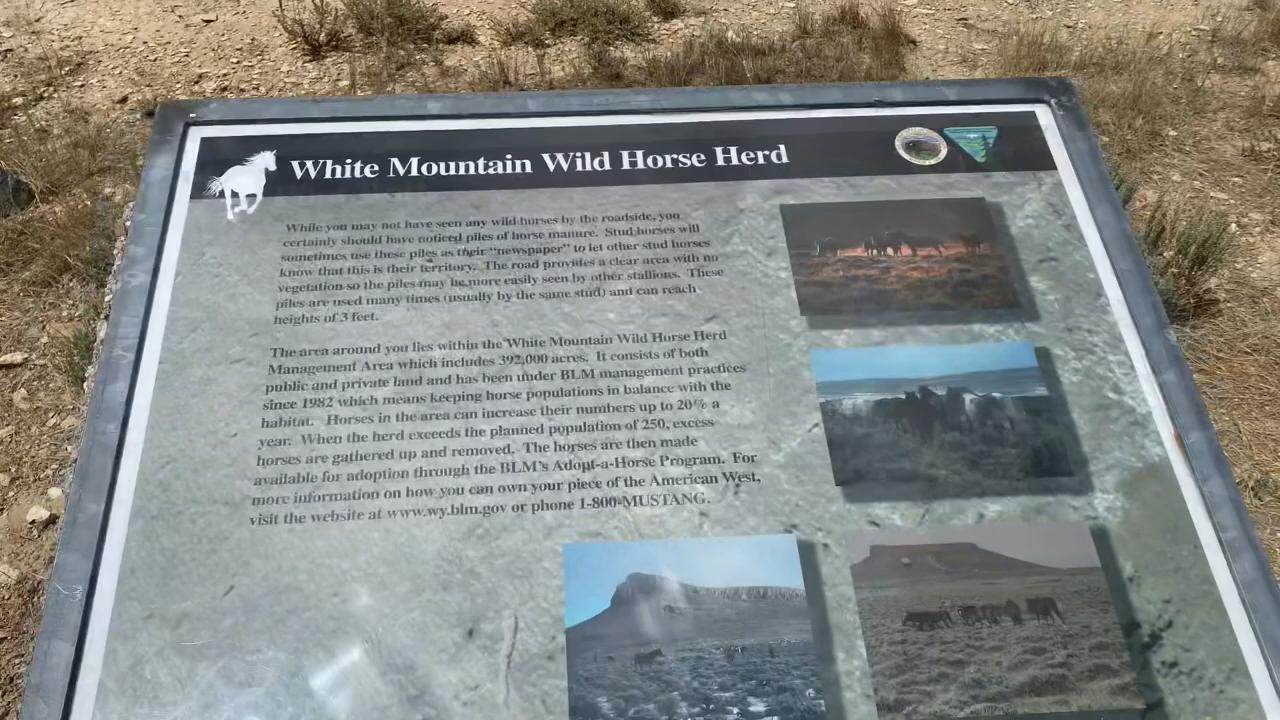 White Mountain Wild Horse Herd
While you may not have seen any wild horses by the roadside, you
certainly should have noticed piles of horse manure. Stud horses will
sometimes use these piles as their "newspaper" to let other stud horses
know that this is their territory. The road provides a clear area with no
vegetation so the piles may be more easily seen by other stallions. These
piles are used many times (usually by the same stud) and can reach
heights of 3 feet.
The area around you lies within the White Mountain Wild Horse Herd
Management Area which includes 392,000 acres. It consists of both
public and private land and has been under BLM management practices
since 1982 which means keeping horse populations in balance with the
habitat. Horses in the area can increase their numbers up to 20% a
year. When the herd exceeds the planned population of 250, excess
horses are gathered up and removed. The horses are then made
available for adoption through the BLM's Adopt-a-Horse Program. For
more information on how you can own your piece of the American West,
visit the website at www.wy.blm.gov or phone 1-800-MUSTANG.